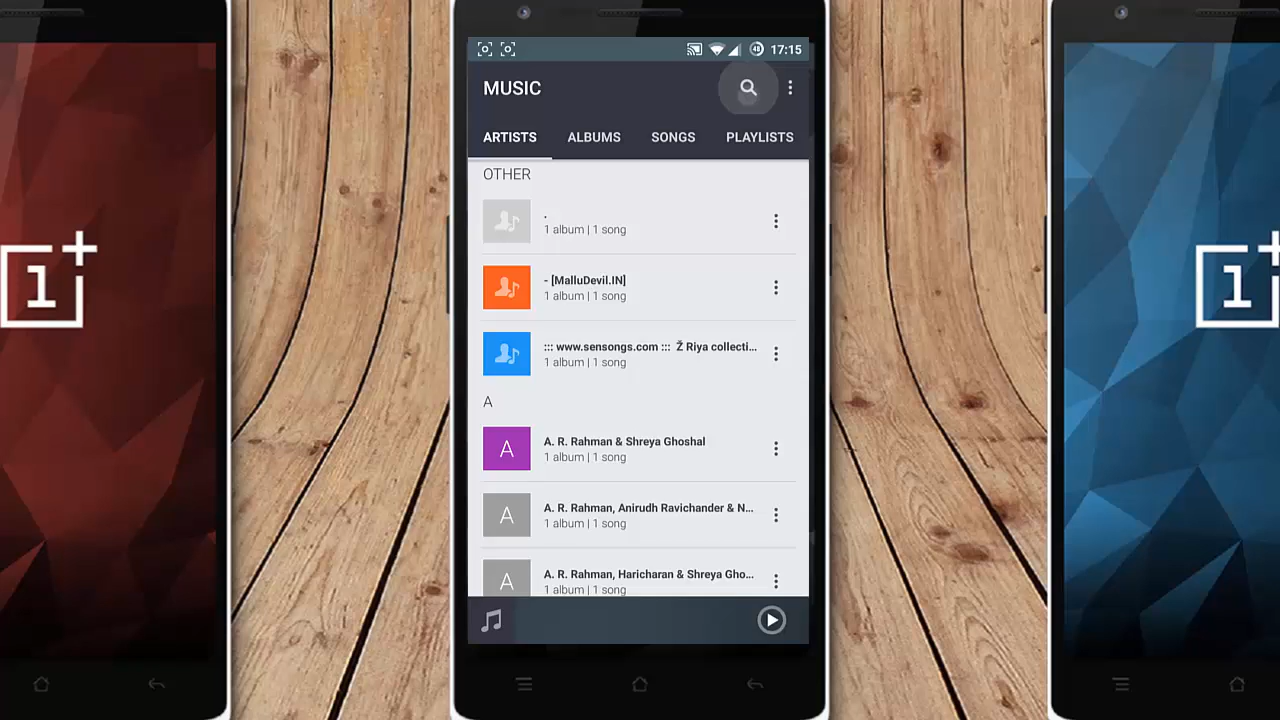 17:15
MUSIC
ARTISTS ALBUMS SONGS PLAYLISTS
OTHER
.
1 album | 1 song
- [MalluDevil.IN]
1 album | 1 song
::: www.sensongs.com ::: Ž Riya collecti...
1 album | 1 song
A
A A. R. Rahman & Shreya Ghoshal
1 album | 1 song
A A. R. Rahman, Anirudh Ravichander & N...
1 album | 1 song
A A. R. Rahman, Haricharan & Shreya Gho...
1 album | 1 song
1+
1+